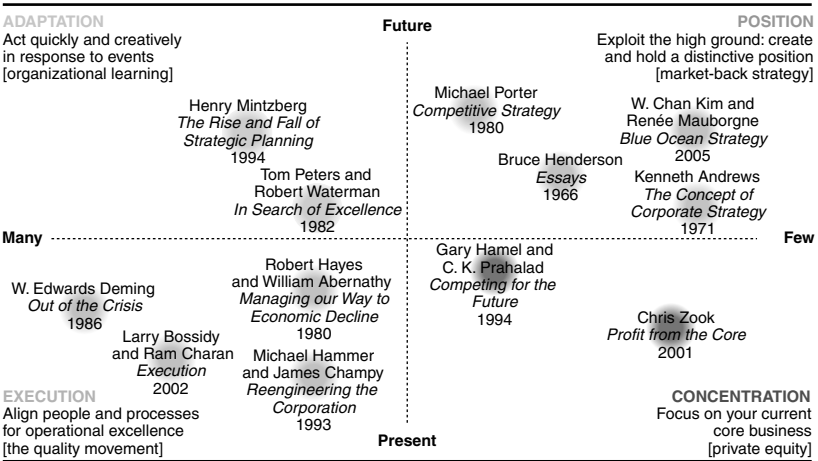 ADAPTATION
Act quickly and creatively
in response to events
[organizational learning]
Future
POSITION
Exploit the high ground: create
and hold a distinctive position
[market-back strategy]
Henry Mintzberg
The Rise and Fall of
Strategic Planning
1994
Tom Peters and
Robert Waterman
In Search of Excellence
1982
Michael Porter
Competitive Strategy
1980
Bruce Henderson
Essays
1966
W. Chan Kim and
Renée Mauborgne
Blue Ocean Strategy
2005
Kenneth Andrews
The Concept of
Corporate Strategy
1971
Many
Few
W. Edwards Deming
Out of the Crisis
1986
Larry Bossidy
and Ram Charan
Execution
2002
Robert Hayes
and William Abernathy
Managing our Way to
Economic Decline
1980
Michael Hammer
and James Champy
Reengineering the
Corporation
1993
Gary Hamel and
C. K. Prahalad
Competing for the
Future
1994
Chris Zook
Profit from the Core
2001
EXECUTION
Align people and processes
for operational excellence
[the quality movement]
Present
CONCENTRATION
Focus on your current
core business
[private equity]